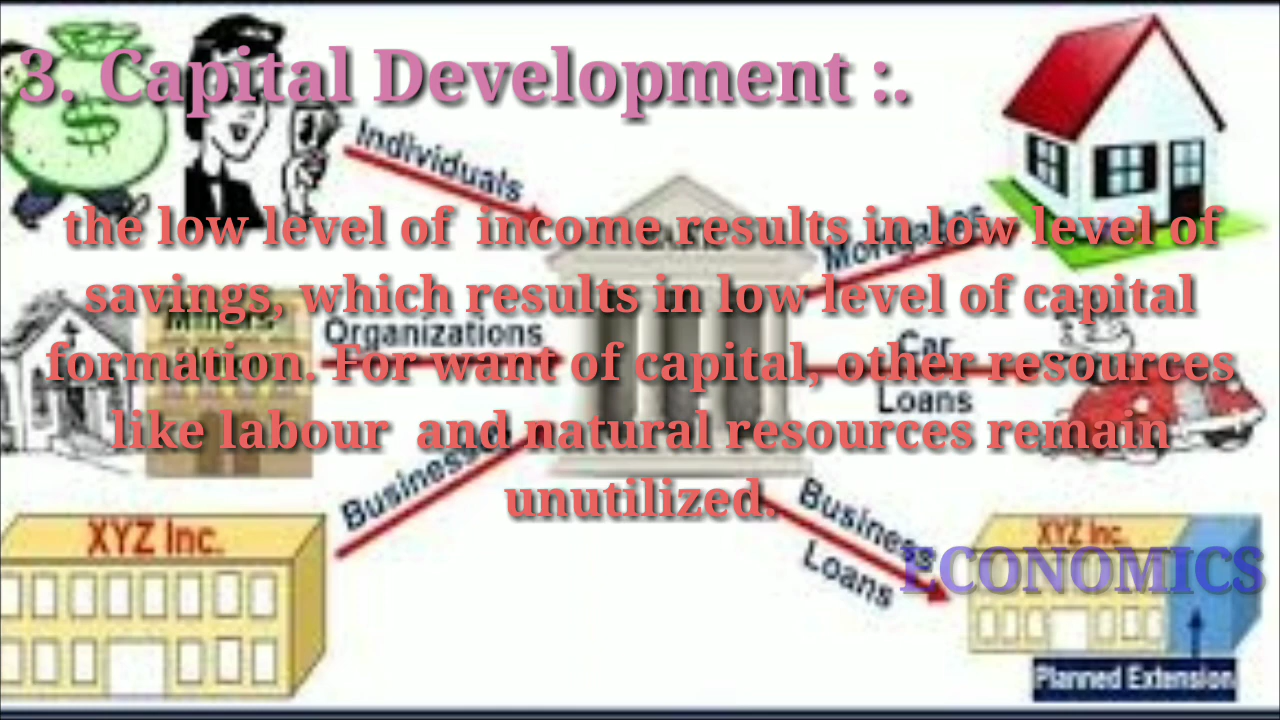 3. Capital Development :.
Individuals
the low level of income results in low level of
savings, which results in low level of capital
Organizations
formation. For want of capital, other resources
Car
Loans
like labour and natural resources remain
unutilized.
Business
Loans
XYZ Inc.
XYZ Inc.
ECONOMICS
Planned Extension